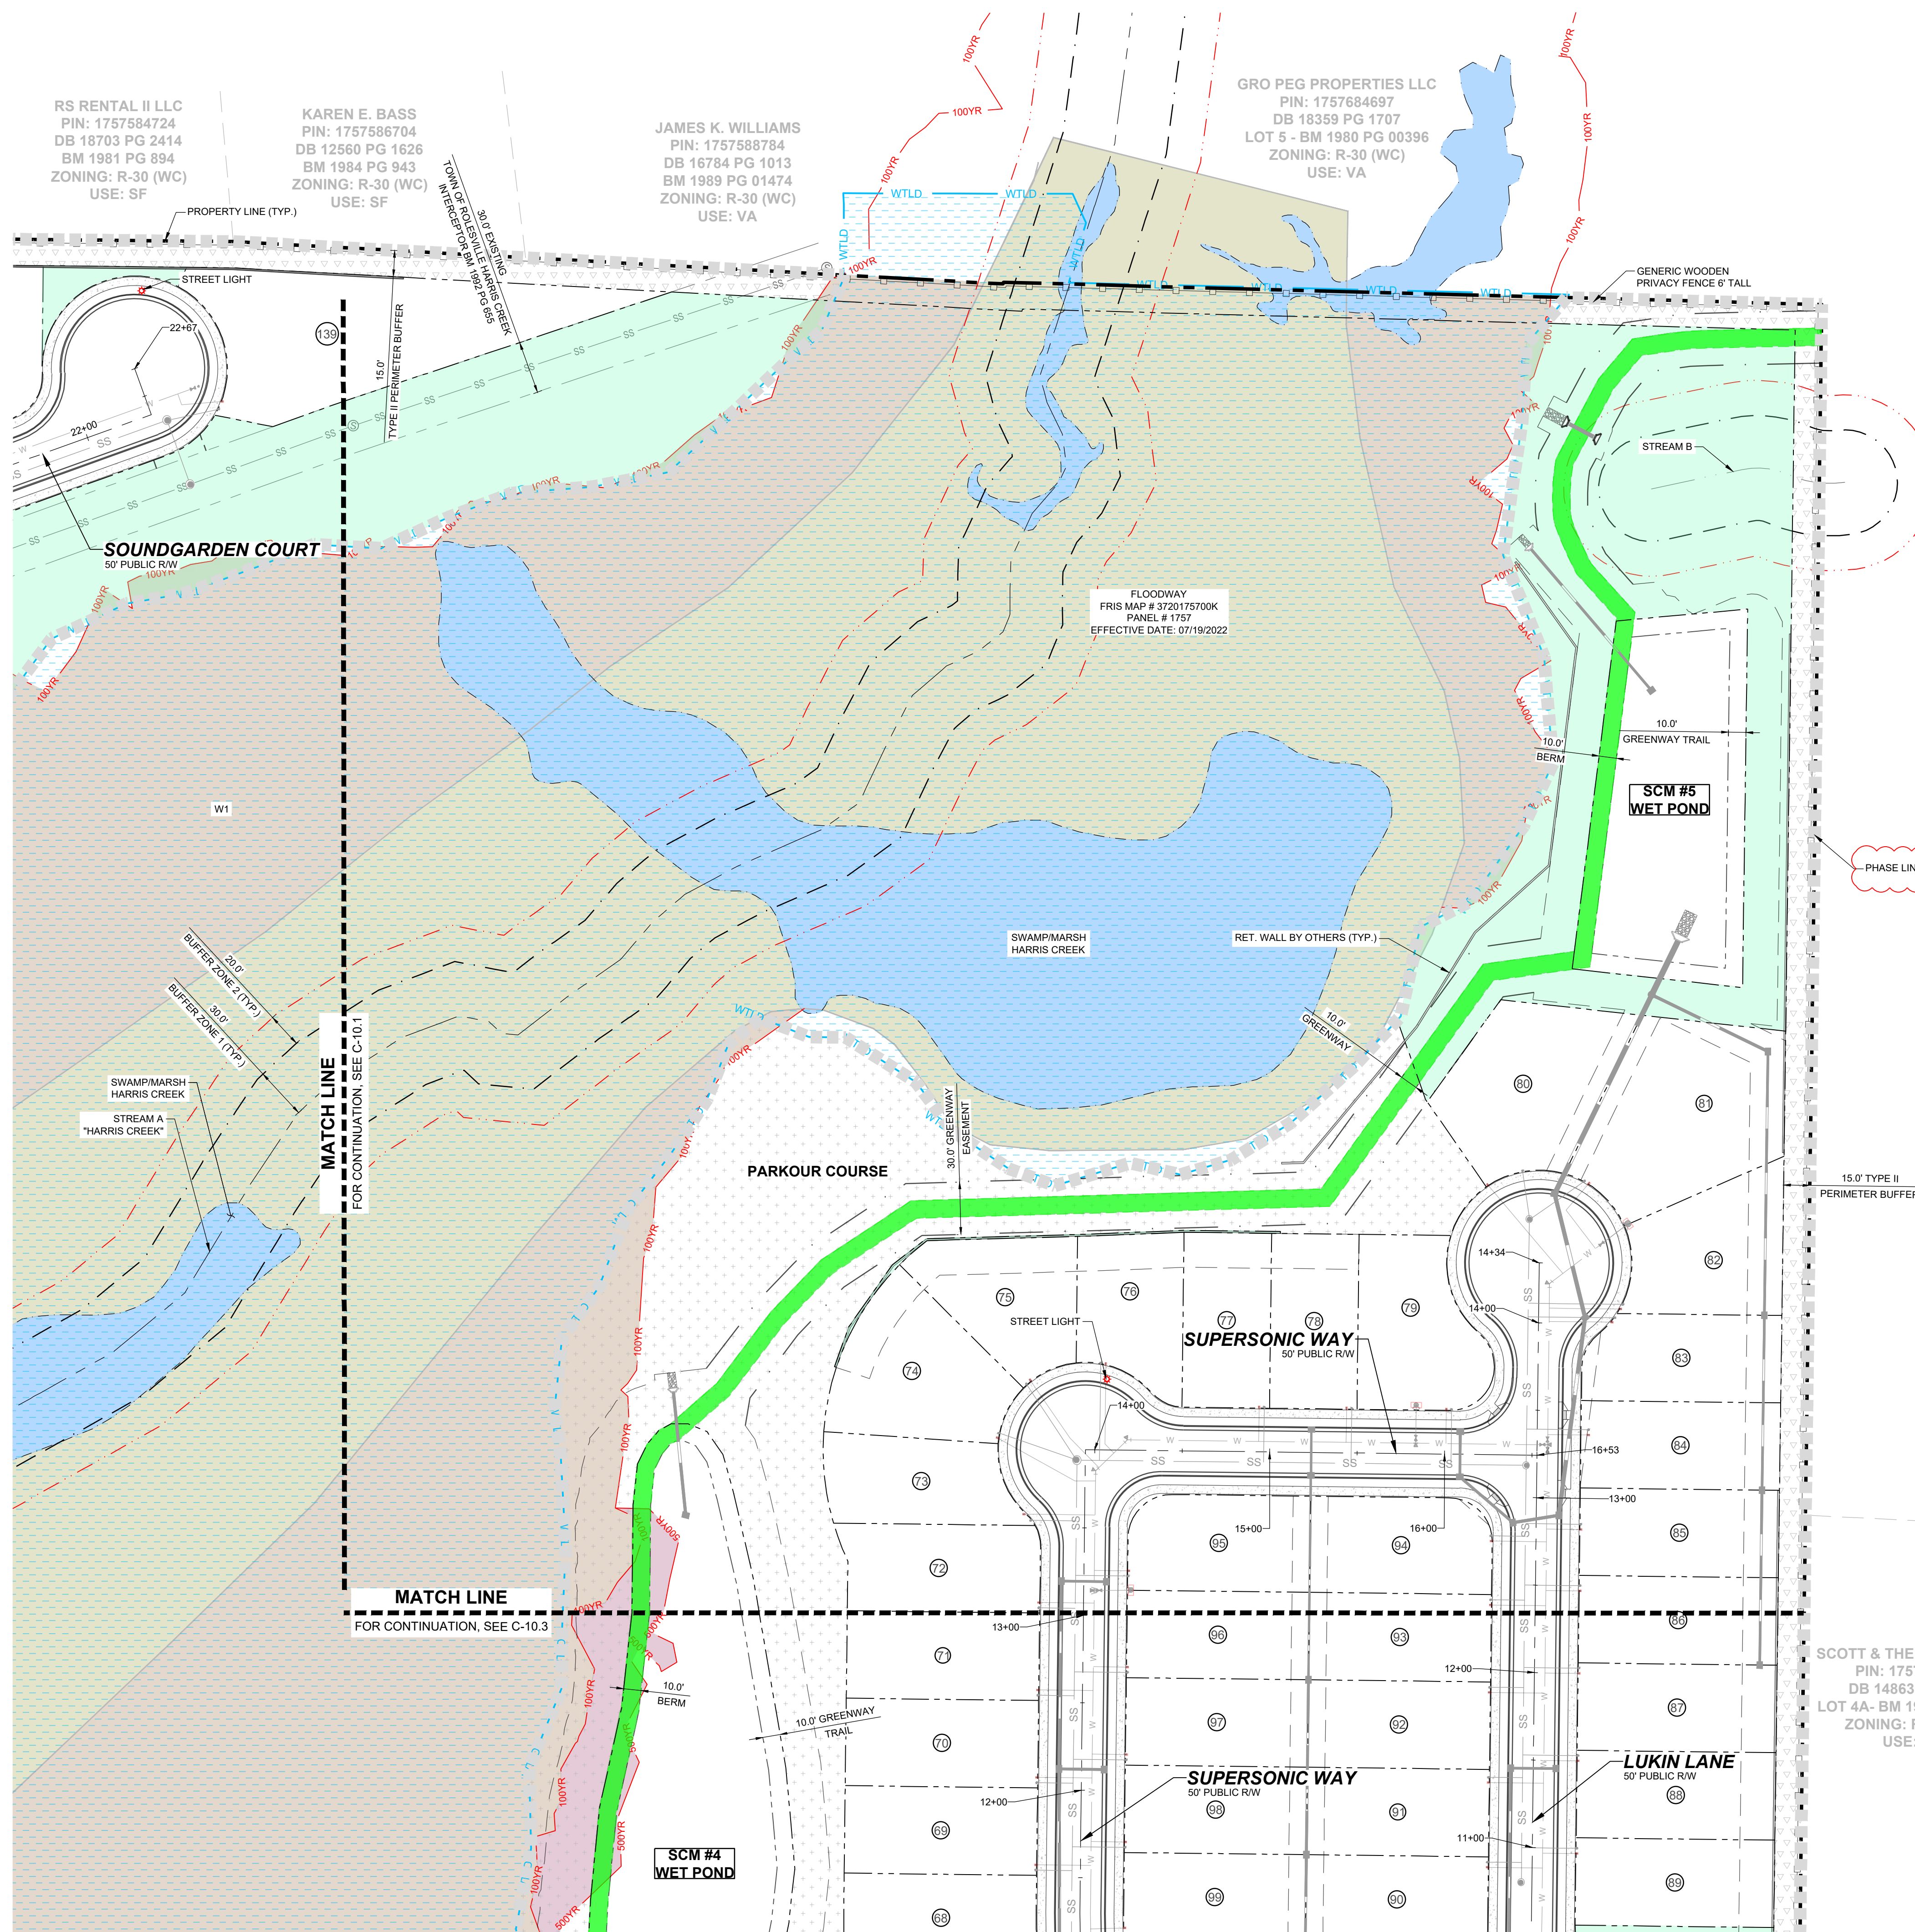 RS RENTAL II LLC
PIN: 1757584724
DB 18703 PG 2414
BM 1981 PG 894
ZONING: R-30 (WC)
USE: SF
KAREN E. BASS
PIN: 1757586704
DB 12560 PG 1626
BM 1984 PG 943
ZONING: R-30 (WC)
USE: SF
JAMES K. WILLIAMS
PIN: 1757588784
DB 16784 PG 1013
BM 1989 PG 01474
ZONING: R-30 (WC)
USE: VA
GRO PEG PROPERTIES LLC
PIN: 1757684697
DB 18359 PG 1707
LOT 5 - BM 1980 PG 00396
ZONING: R-30 (WC)
USE: VA
PROPERTY LINE (TYP.)
STREET LIGHT
22+67
22+00
139
15.0'
TYPE II PERIMETER BUFFER
30.0' EXISTING
TOWN OF ROLESVILLE HARRIS CREEK
INTERCEPTOR BM 1992 PG 655
SOUNDGARDEN COURT
50' PUBLIC R/W
GENERIC WOODEN
PRIVACY FENCE 6' TALL
STREAM B
FLOODWAY
FRIS MAP # 3720175700K
PANEL # 1757
EFFECTIVE DATE: 07/19/2022
10.0'
GREENWAY TRAIL
10.0'
BERM
SCM #5
WET POND
W1
PHASE LIN
SWAMP/MARSH
HARRIS CREEK
RET. WALL BY OTHERS (TYP.)
20.0'
BUFFER ZONE 2 (TYP.)
30.0'
BUFFER ZONE 1 (TYP.)
MATCH LINE
FOR CONTINUATION, SEE C-10.1
SWAMP/MARSH
HARRIS CREEK
STREAM A
"HARRIS CREEK"
10.0'
GREENWAY
30.0' GREENWAY
EASEMENT
PARKOUR COURSE
80
81
15.0' TYPE II
PERIMETER BUFFER
82
14+34
14+00
75
76
77
78
79
STREET LIGHT
SUPERSONIC WAY
50' PUBLIC R/W
74
83
14+00
84
16+53
73
13+00
15+00
16+00
85
95
94
72
MATCH LINE
FOR CONTINUATION, SEE C-10.3
13+00
86
96
93
71
12+00
SCOTT & THE
PIN: 175
DB 14863
LOT 4A- BM 19
ZONING:
USE:
10.0'
BERM
10.0' GREENWAY
TRAIL
87
97
92
70
SUPERSONIC WAY
50' PUBLIC R/W
LUKIN LANE
50' PUBLIC R/W
12+00
88
98
91
69
11+00
SCM #4
WET POND
89
99
90
68
100YR
500YR
WTLD
SS
W